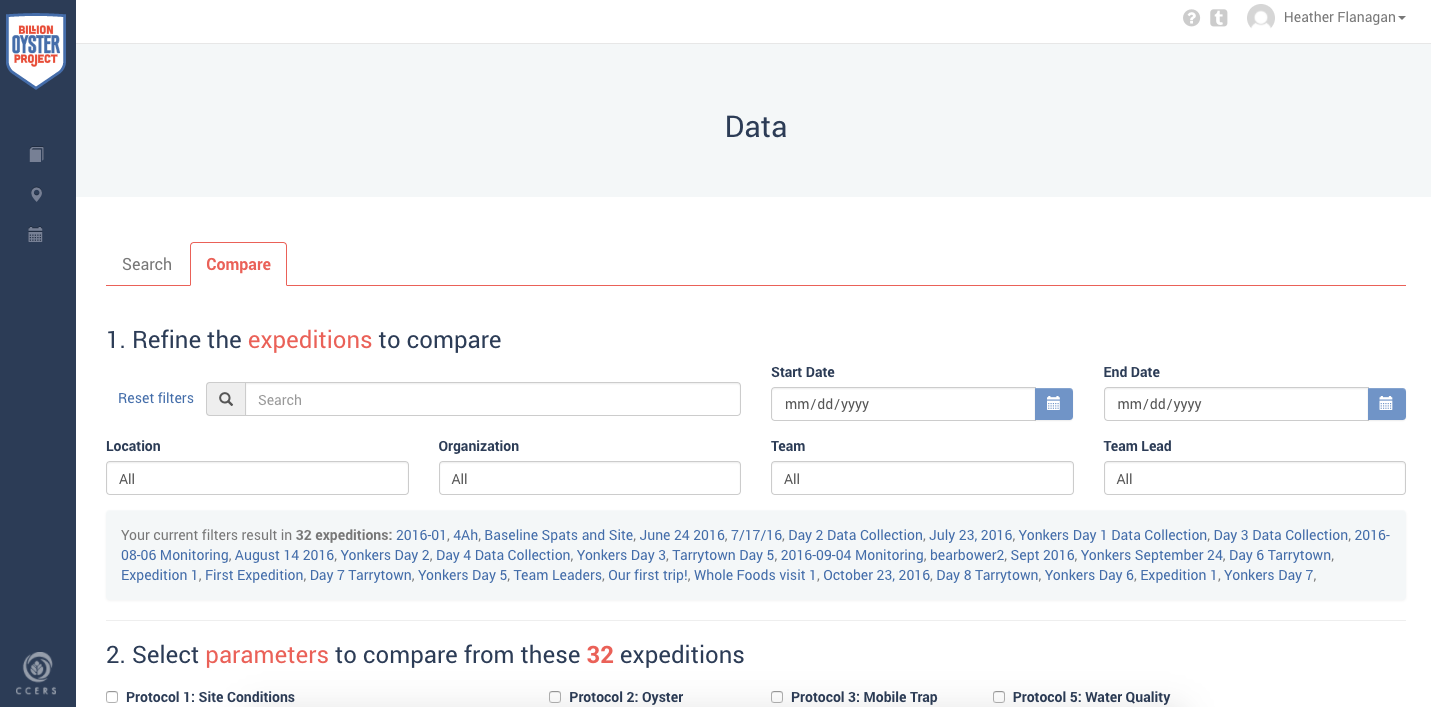 BILLION
OYSTER
PROJECT
Heather Flanagan
Data
Search
Compare
1. Refine the expeditions to compare
Reset filters
Search
Start Date
mm/dd/yyyy
End Date
mm/dd/yyyy
Location
All
Organization
All
Team
All
Team Lead
All
Your current filters result in 32 expeditions: 2016-01, 4Ah, Baseline Spats and Site, June 24 2016, 7/17/16, Day 2 Data Collection, July 23, 2016, Yonkers Day 1 Data Collection, Day 3 Data Collection, 2016-
08-06 Monitoring, August 14 2016, Yonkers Day 2, Day 4 Data Collection, Yonkers Day 3, Tarrytown Day 5, 2016-09-04 Monitoring, bearbower2, Sept 2016, Yonkers September 24, Day 6 Tarrytown,
Expedition 1, First Expedition, Day 7 Tarrytown, Yonkers Day 5, Team Leaders, Our first trip!, Whole Foods visit 1, October 23, 2016, Day 8 Tarrytown, Yonkers Day 6, Expedition 1, Yonkers Day 7,
2. Select parameters to compare from these 32 expeditions
Protocol 1: Site Conditions
Protocol 2: Oyster
Protocol 3: Mobile Trap
Protocol 5: Water Quality
CCERS